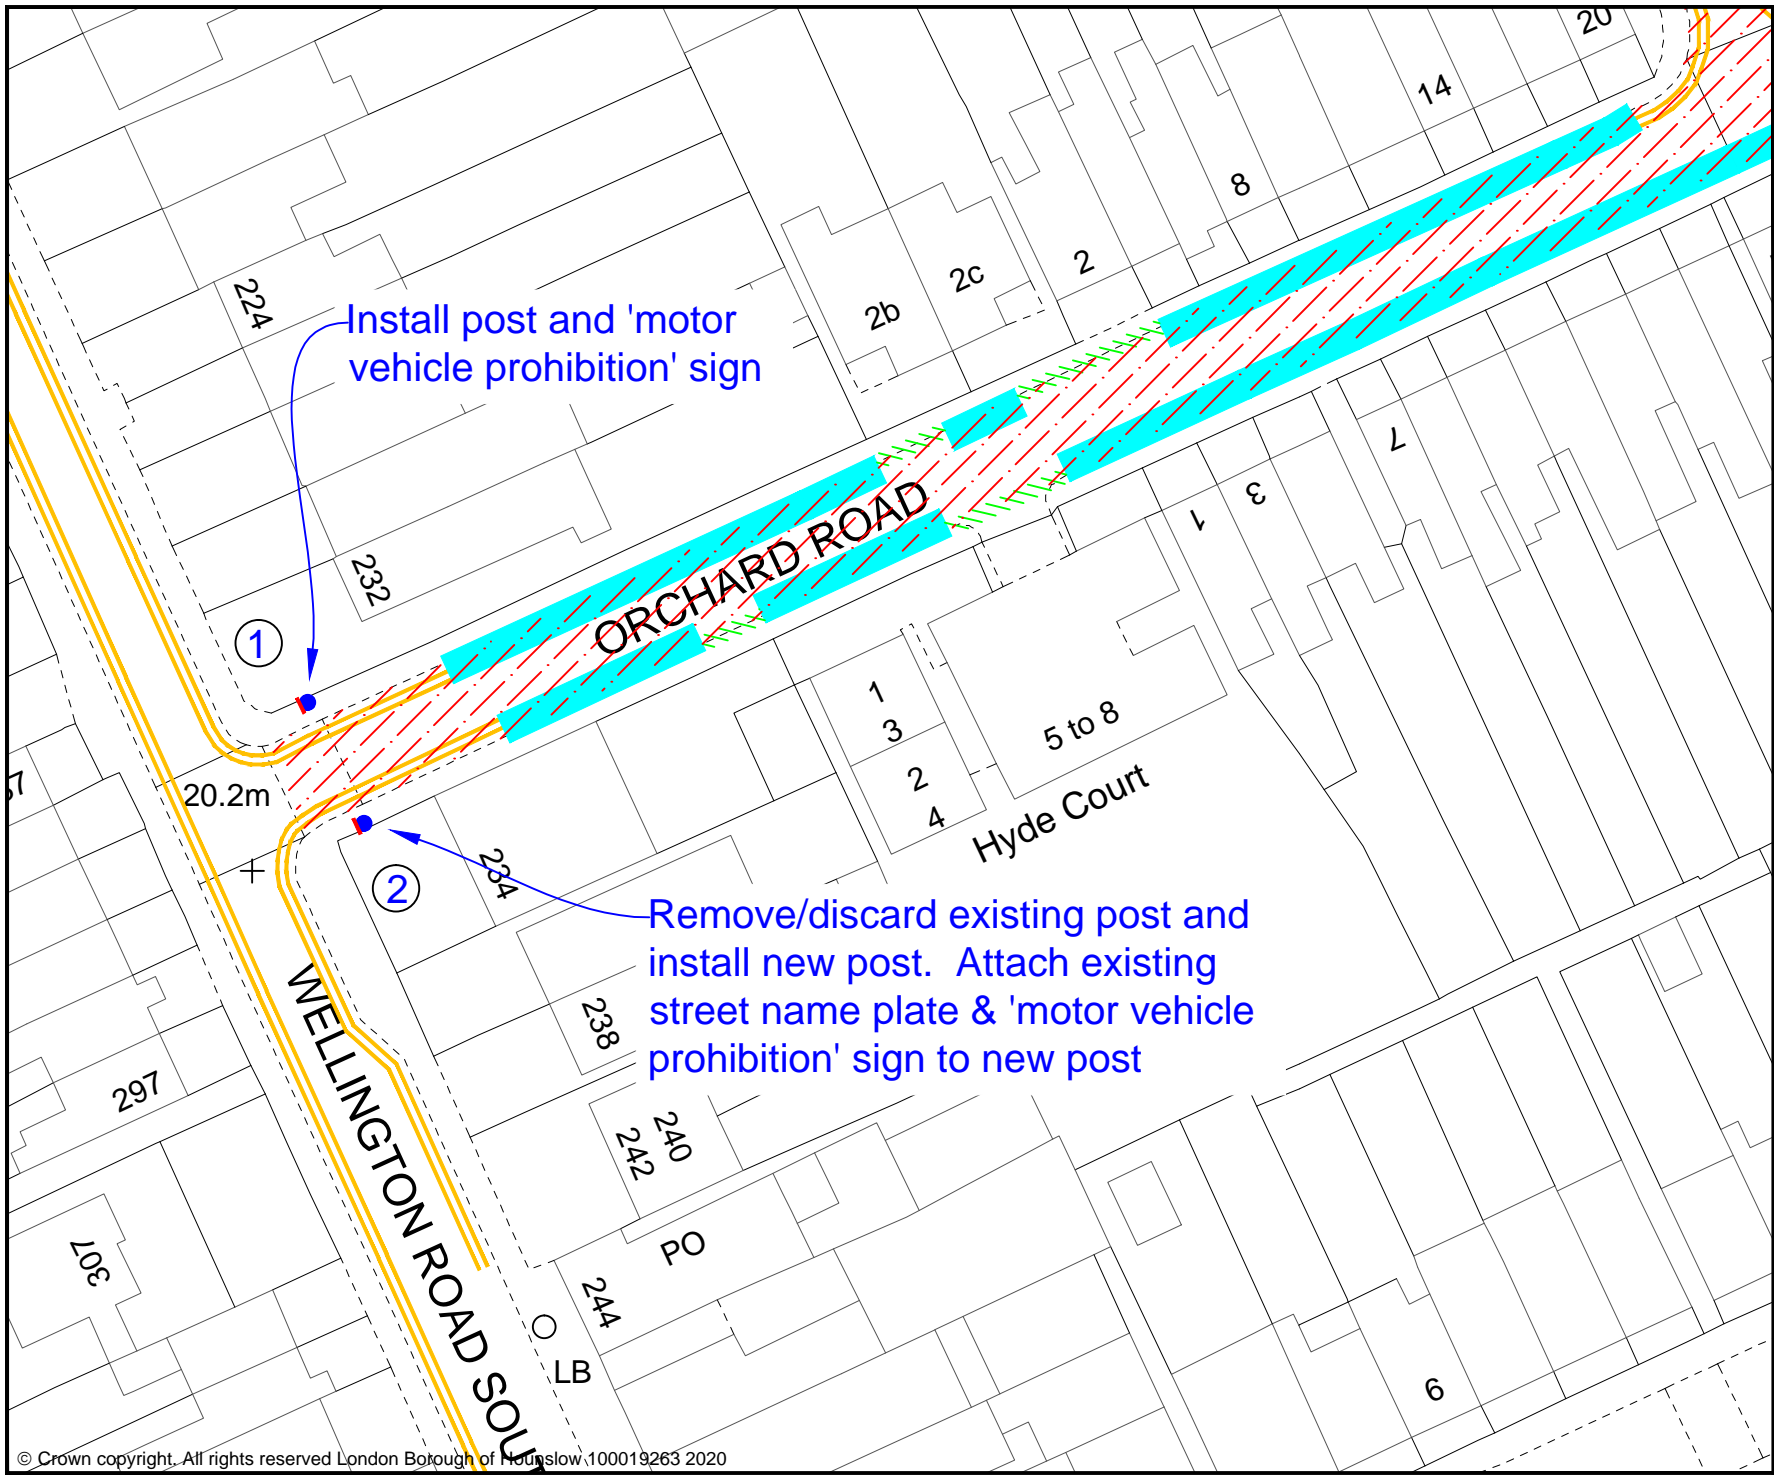 20
14
8
2
2c
2b
224
Install post and 'motor
vehicle prohibition' sign
7
3
1
ORCHARD ROAD
232
1
1
3
2
4
5 to 8
Hyde Court
20.2m
2
234
Remove/discard existing post and
install new post.  Attach existing
street name plate & 'motor vehicle
prohibition' sign to new post
238
297
240
242
WELLINGTON ROAD SOUT
307
PO
244
LB
6
© Crown copyright. All rights reserved London Borough of Hounslow 100019263 2020